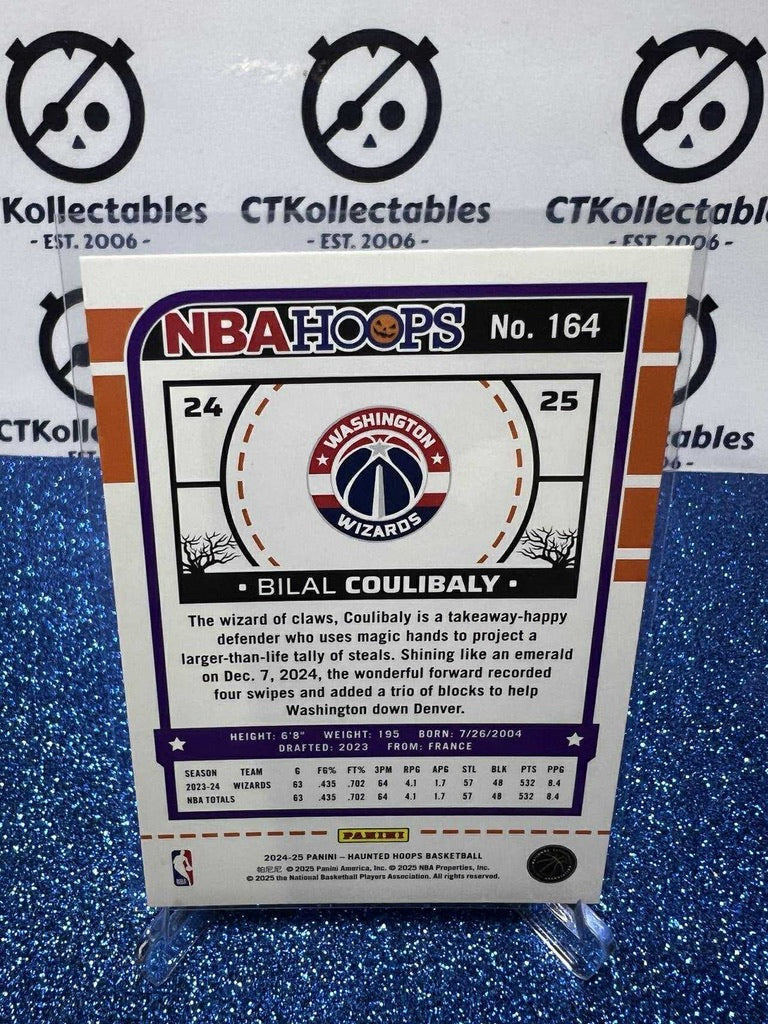 CTKollectables
- EST. 2006 -
Kollectables
- EST. 2006 -
CTKollectabl
- EST. 2006 -
CTKoll
ctables
NBA HOOPS No. 164
24 25
WASHINGTON
WIZARDS
• BILAL COULIBALY •
The wizard of claws, Coulibaly is a takeaway-happy
defender who uses magic hands to project a
larger-than-life tally of steals. Shining like an emerald
on Dec. 7, 2024, the wonderful forward recorded
four swipes and added a trio of blocks to help
Washington down Denver.
HEIGHT: 6'8" WEIGHT: 195 BORN: 7/26/2004
DRAFTED: 2023 FROM: FRANCE
SEASON TEAM G FG% FT% 3PM RPG APG STL BLK PTS PPG
2023-24 WIZARDS 63 .435 .702 64 4.1 1.7 57 48 532 8.4
NBA TOTALS 63 .435 .702 64 4.1 1.7 57 48 532 8.4
PANINI
2024-25 PANINI – HAUNTED HOOPS BASKETBALL
帕尼尼 © 2025 Panini America, Inc. © 2025 NBA Properties, Inc.
© 2025 the National Basketball Players Association. All rights reserved.